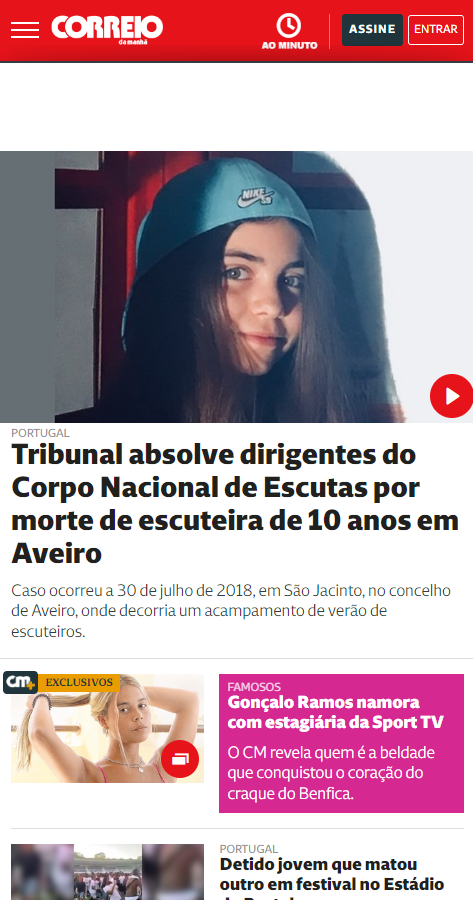 CORREIO
da manhã
AO MINUTO
ASSINE
ENTRAR
NIKE
SB
PORTUGAL
Tribunal absolve dirigentes do
Corpo Nacional de Escutas por
morte de escuteira de 10 anos em
Aveiro
Caso ocorreu a 30 de julho de 2018, em São Jacinto, no concelho
de Aveiro, onde decorria um acampamento de verão de
escuteiros.
CM+ EXCLUSIVOS
FAMOSOS
Gonçalo Ramos namora
com estagiária da Sport TV
O CM revela quem é a beldade
que conquistou o coração do
craque do Benfica.
PORTUGAL
Detido jovem que matou
outro em festival no Estádio